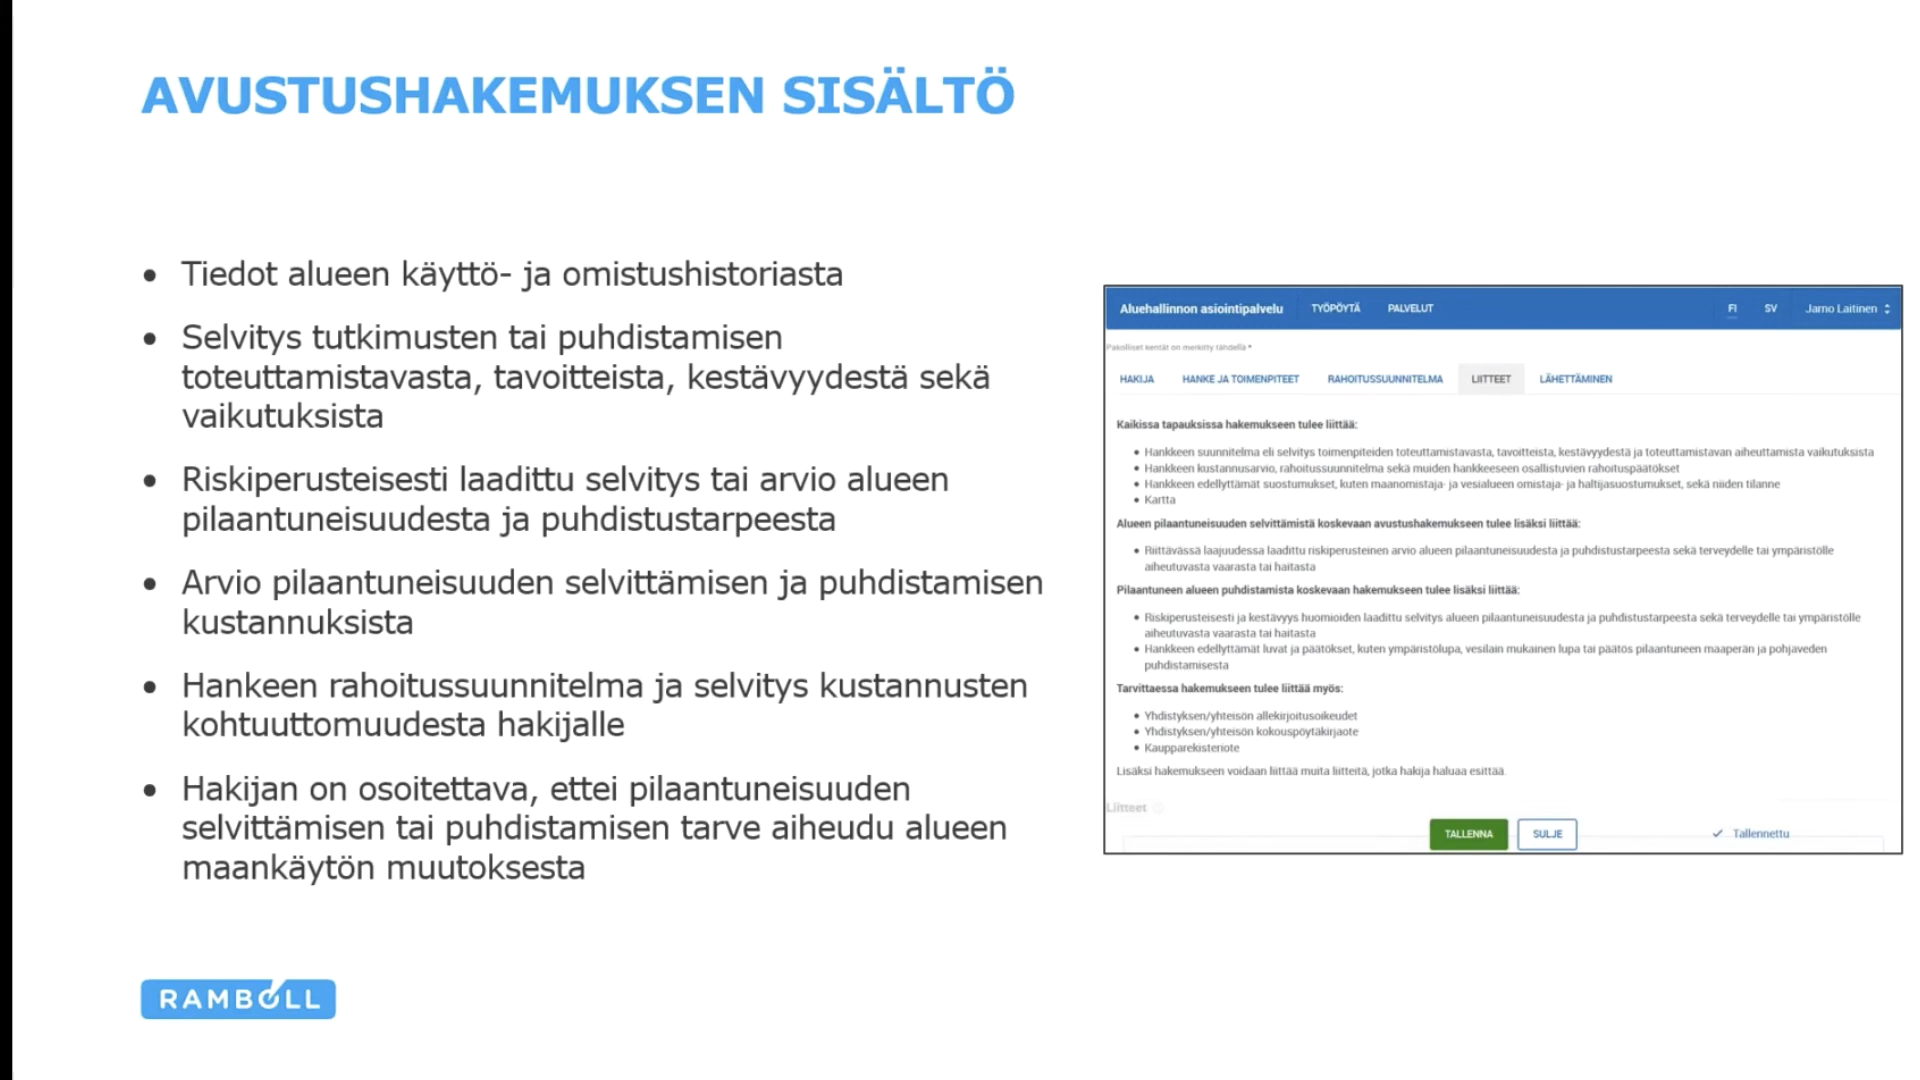 AVUSTUSHAKEMUKSEN SISÄLTÖ
• Tiedot alueen käyttö- ja omistushistoriasta
• Selvitys tutkimusten tai puhdistamisen
toteuttamistavasta, tavoitteista, kestävyydestä sekä
vaikutuksista
• Riskiperusteisesti laadittu selvitys tai arvio alueen
pilaantuneisuudesta ja puhdistustarpeesta
• Arvio pilaantuneisuuden selvittämisen ja puhdistamisen
kustannuksista
• Hankeen rahoitussuunnitelma ja selvitys kustannusten
kohtuuttomuudesta hakijalle
• Hakijan on osoitettava, ettei pilaantuneisuuden
selvittämisen tai puhdistamisen tarve aiheudu alueen
maankäytön muutoksesta
RAMBOLL
Aluehallinnon asiointipalvelu TYÖPÖYTÄ PALVELUT FI SV Jarno Laitinen
Pakolliset kentät on merkitty tähdellä *
HAKIJA HANKE JA TOIMENPITEET RAHOITUSSUUNNITELMA LIITTEET LÄHETTÄMINEN
Kaikissa tapauksissa hakemukseen tulee liittää:
• Hankkeen suunnitelma eli selvitys toimenpiteiden toteuttamistavasta, tavoitteista, kestävyydestä ja toteuttamistavan aiheuttamista vaikutuksista
• Hankkeen kustannusarvio, rahoitussuunnitelma sekä muiden hankkeeseen osallistuvien rahoituspäätökset
• Hankkeen edellyttämät suostumukset, kuten maanomistaja- ja vesialueen omistaja- ja haltijasuostumukset, sekä niiden tilanne
• Kartta
Alueen pilaantuneisuuden selvittämistä koskevaan avustushakemukseen tulee lisäksi liittää:
• Riittävässä laajuudessa laadittu riskiperusteinen arvio alueen pilaantuneisuudesta ja puhdistustarpeesta sekä terveydelle tai ympäristölle
aiheutuvasta vaarasta tai haitasta
Pilaantuneen alueen puhdistamista koskevaan hakemukseen tulee lisäksi liittää:
• Riskiperusteisesti ja kestävyys huomioiden laadittu selvitys alueen pilaantuneisuudesta ja puhdistustarpeesta sekä terveydelle tai ympäristölle
aiheutuvasta vaarasta tai haitasta
• Hankkeen edellyttämät luvat ja päätökset, kuten ympäristölupa, vesilain mukainen lupa tai päätös pilaantuneen maaperän ja pohjaveden
puhdistamisesta
Tarvittaessa hakemukseen tulee liittää myös:
• Yhdistyksen/yhteisön allekirjoitusoikeudet
• Yhdistyksen/yhteisön kokouspöytäkirjaote
• Kaupparekisteriote
Lisäksi hakemukseen voidaan liittää muita liitteitä, jotka hakija haluaa esittää.
Liitteet
TALLENNA SULJE Tallennettu